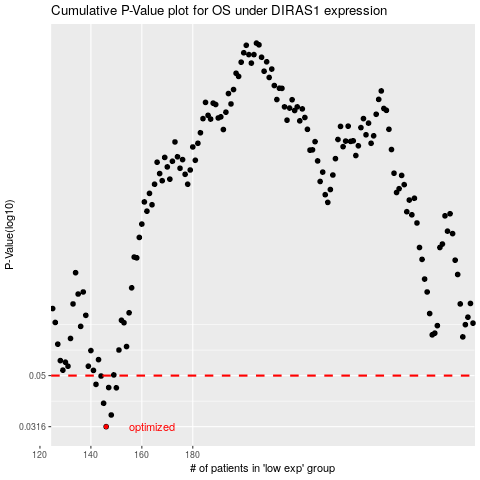 Cumulative P-Value plot for OS under DIRAS1 expression
P-Value(log10)
0.05
0.0316
optimized
120 140 160 180
# of patients in 'low exp' group